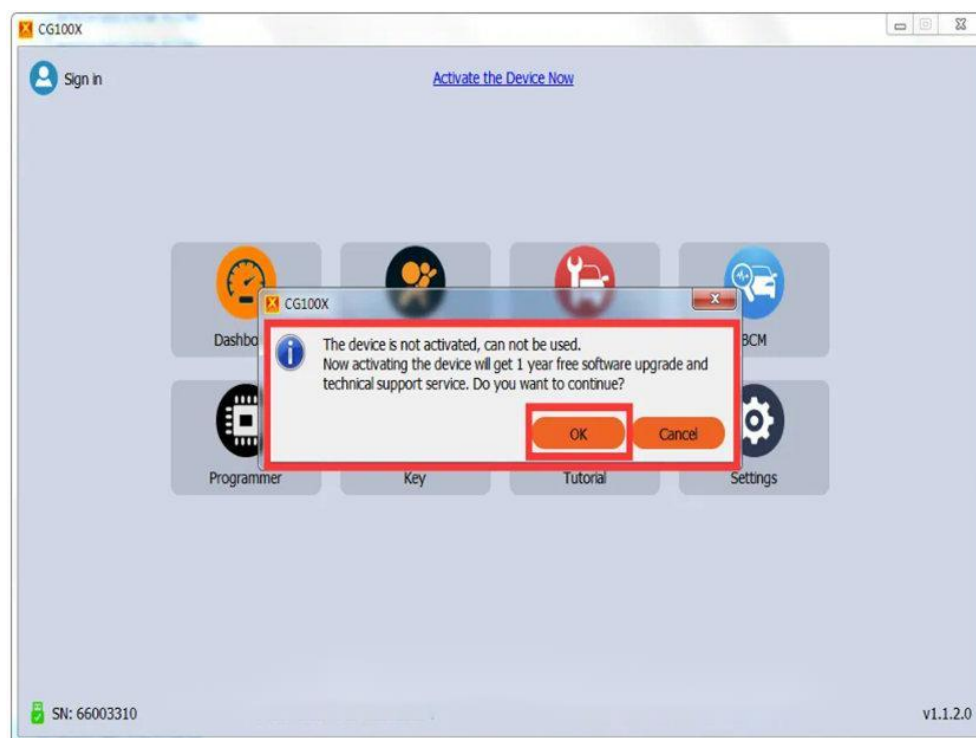 CG100X
Sign in
Activate the Device Now
CG100X
Dashbo
BCM
The device is not activated, can not be used.
Now activating the device will get 1 year free software upgrade and
technical support service. Do you want to continue?
OK
Cancel
Programmer
Key
Tutorial
Settings
SN: 66003310
v1.1.2.0